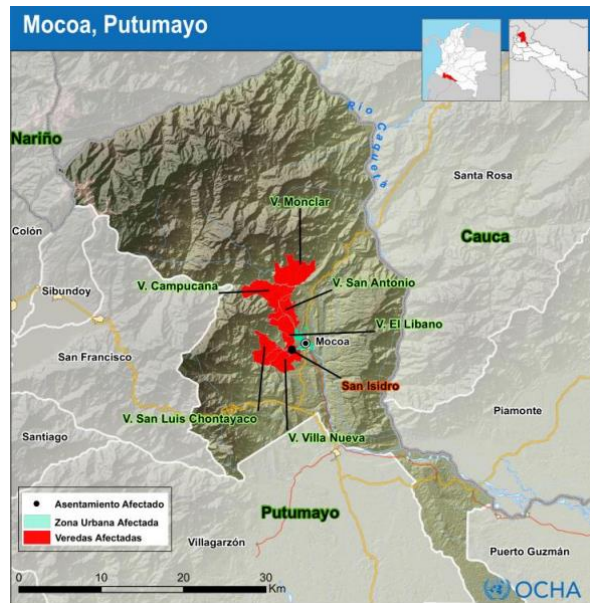 Mocoa, Putumayo
Nariño
Río Caquetá
Santa Rosa
V. Monclar
Colón
Cauca
V. Campucana
V. San Antonio
Sibundoy
V. El Libano
Mocoa
San Francisco
San Isidro
V. San Luis Chontayaco
Piamonte
Santiago
V. Villa Nueva
Asentamiento Afectado
Zona Urbana Afectada
Veredas Afectadas
Putumayo
Villagarzón
Puerto Guzmán
0 10 20 30
Km
OCHA